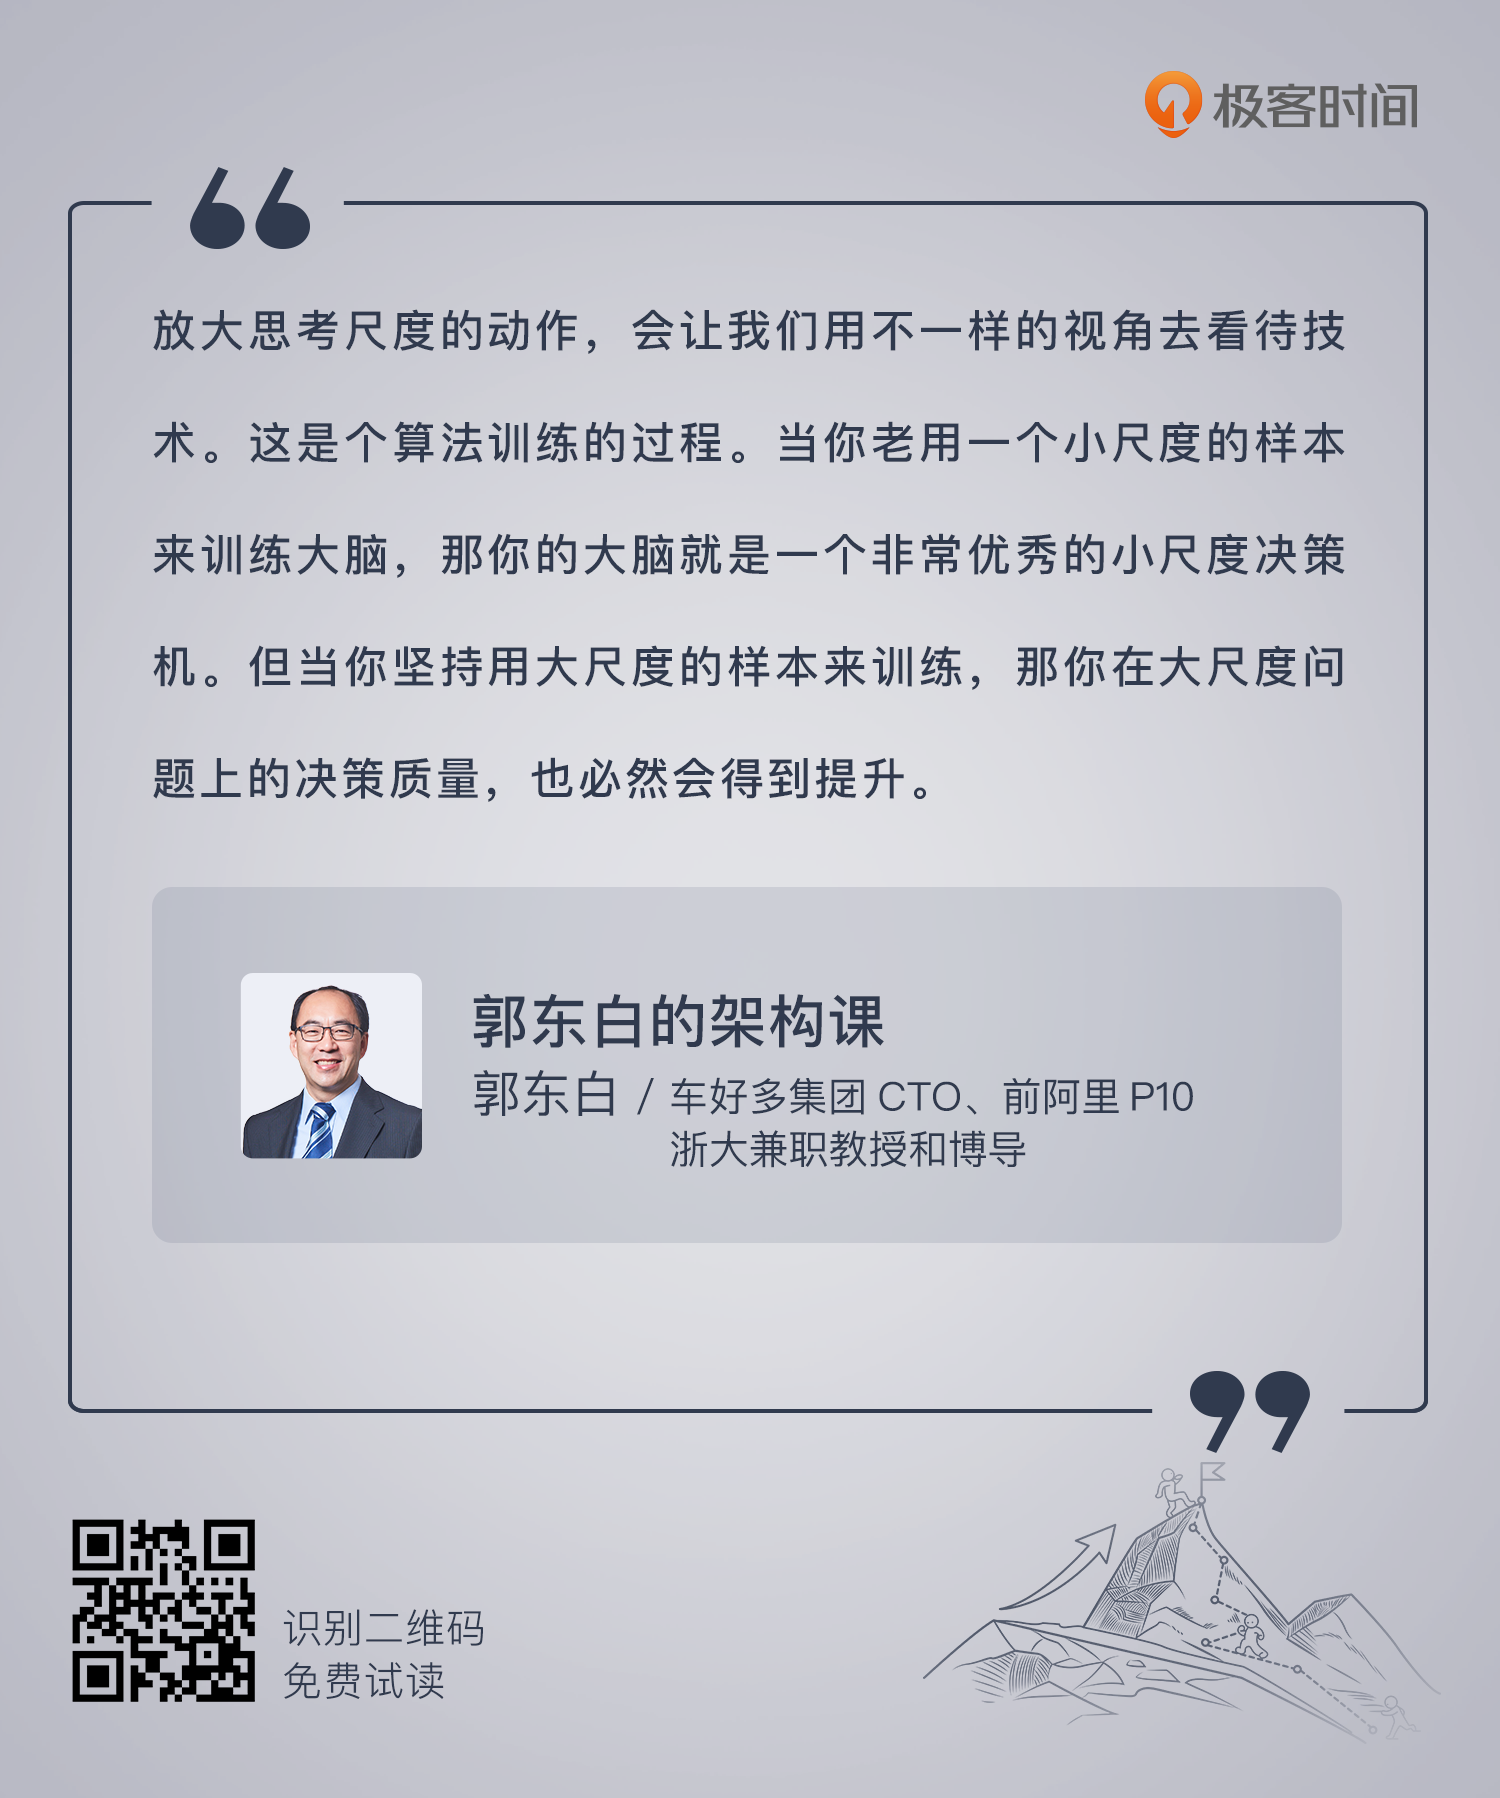 极客时间
放大思考尺度的动作，会让我们用不一样的视角去看待技
术。这是个算法训练的过程。当你老用一个小尺度的样本
来训练大脑，那你的大脑就是一个非常优秀的小尺度决策
机。但当你坚持用大尺度的样本来训练，那你在大尺度问
题上的决策质量，也必然会得到提升。
郭东白的架构课
郭东白 / 车好多集团 CTO、前阿里 P10
浙大兼职教授和博导
识别二维码
免费试读